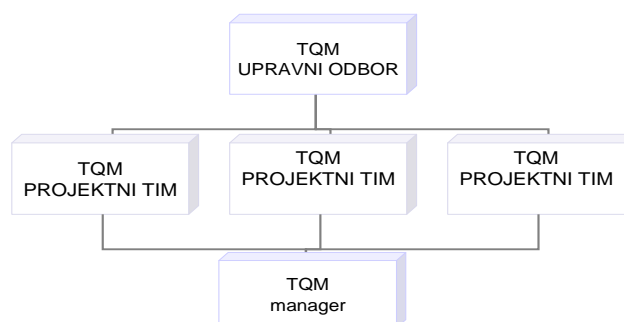 TQM
UPRAVNI ODBOR
TQM
PROJEKTNI TIM
TQM
PROJEKTNI TIM
TQM
PROJEKTNI TIM
TQM
manager